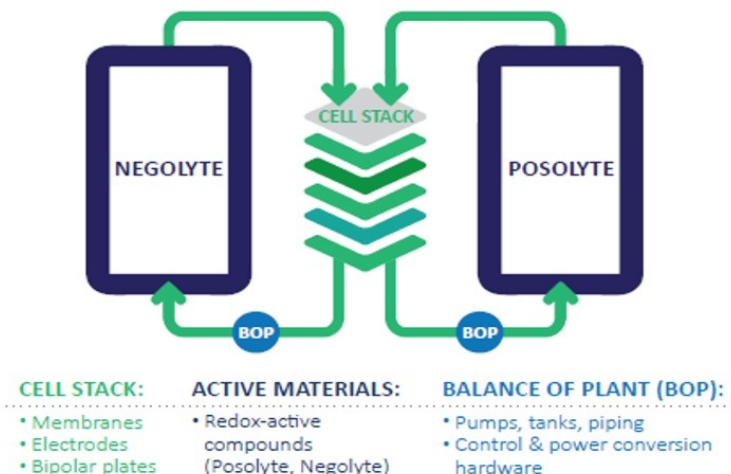 CELL STACK
NEGOLYTE
POSOLYTE
BOP
BOP
CELL STACK:
• Membranes
• Electrodes
• Bipolar plates
ACTIVE MATERIALS:
• Redox-active
compounds
(Posolyte, Negolyte)
BALANCE OF PLANT (BOP):
• Pumps, tanks, piping
• Control & power conversion
hardware